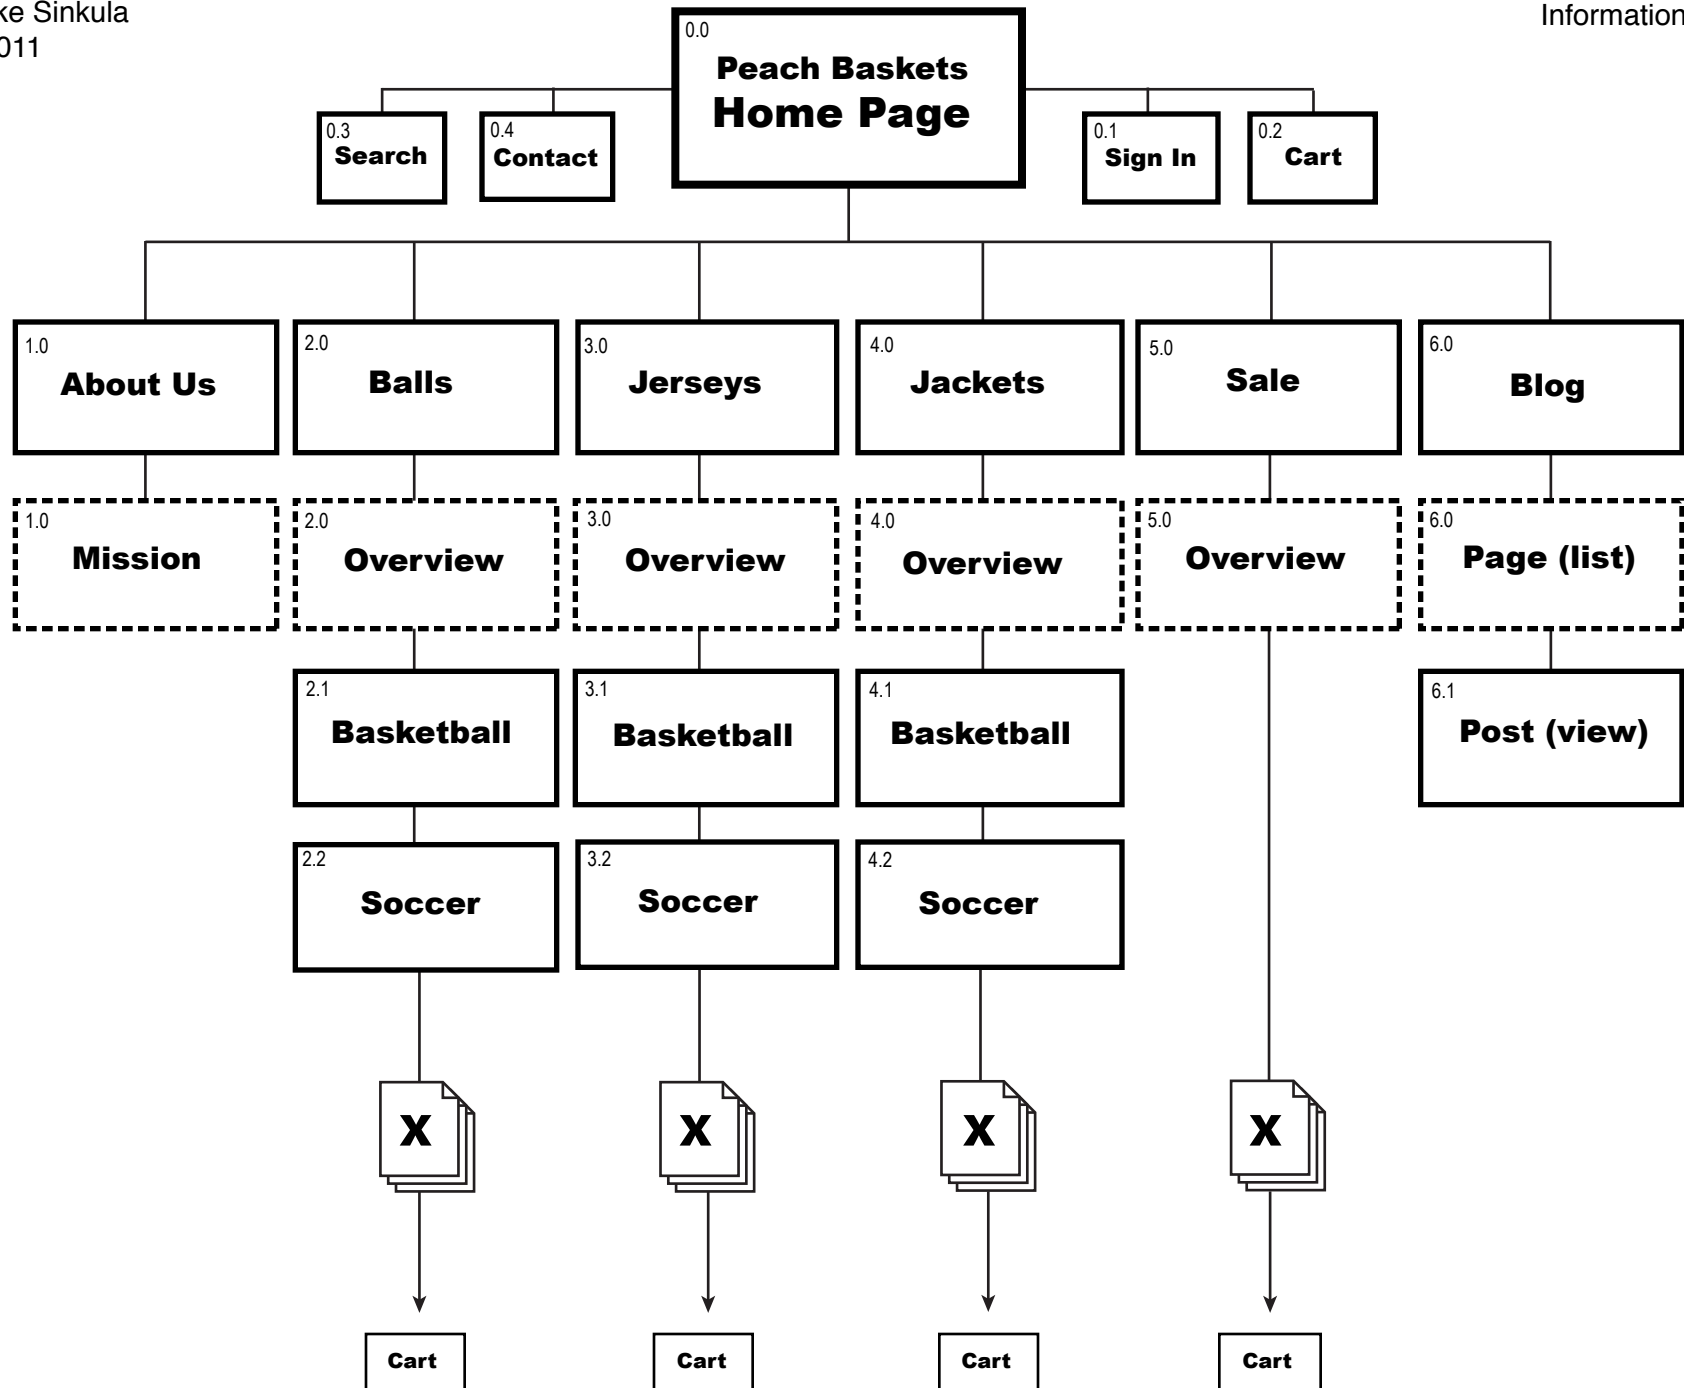 ke Sinkula
011
Information
0.0
Peach Baskets
Home Page
0.3
Search
0.4
Contact
0.1
Sign In
0.2
Cart
1.0
About Us
2.0
Balls
3.0
Jerseys
4.0
Jackets
5.0
Sale
6.0
Blog
1.0
Mission
2.0
Overview
3.0
Overview
4.0
Overview
5.0
Overview
6.0
Page (list)
2.1
Basketball
3.1
Basketball
4.1
Basketball
6.1
Post (view)
2.2
Soccer
3.2
Soccer
4.2
Soccer
X
X
X
X
Cart
Cart
Cart
Cart